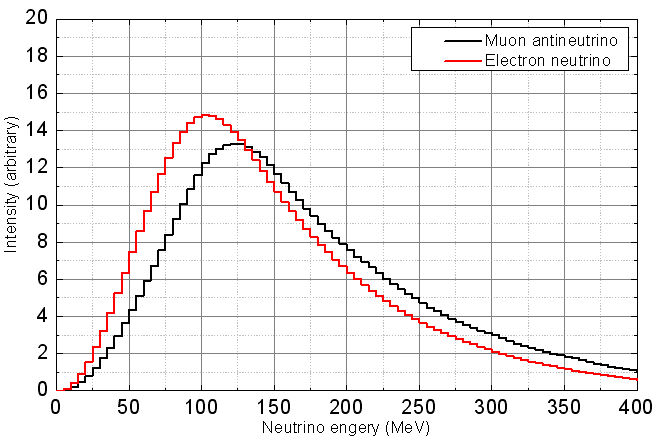 20
18
16
14
12
10
8
6
4
2
0
Intensity (arbitrary)
Muon antineutrino
Electron neutrino
0 50 100 150 200 250 300 350 400
Neutrino engery (MeV)